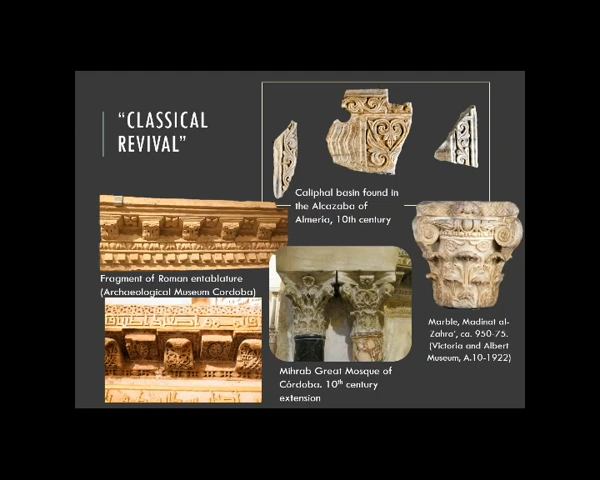 “CLASSICAL
REVIVAL”
Caliphal basin found in
the Alcazaba of
Almería, 10th century
Fragment of Roman entablature
(Archaeological Museum Cordoba)
Mihrab Great Mosque of
Córdoba. 10th century
extension
Marble, Madinat al-
Zahra’, ca. 950-75.
(Victoria and Albert
Museum, A.10-1922)